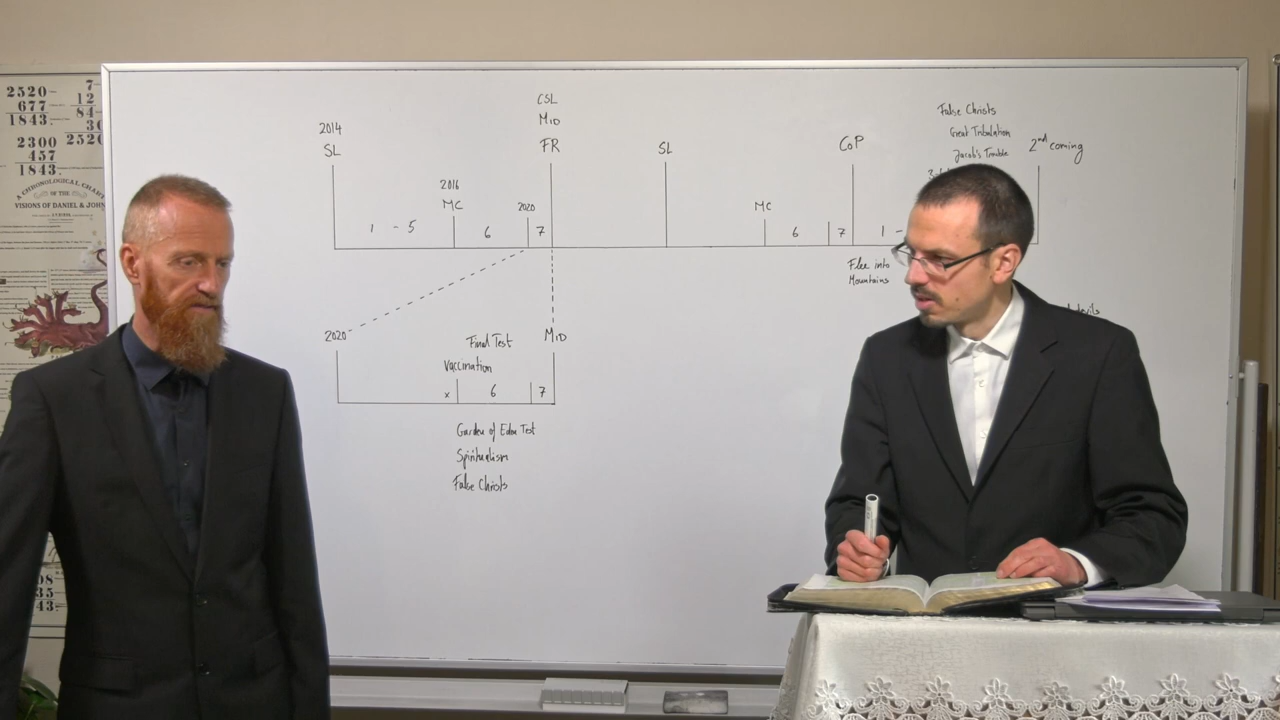 2520
677
1843.
7
12
84
30
2520
2300
457
1843.
A CHRONOLOGICAL CHART
OF THE
VISIONS OF DANIEL & JOHN
2014
SL
CSL
MID
FR
SL
CoP
False Christs
Great Tribulation
Jacob's Trouble
2nd coming
2016
MC
2020
MC
1 - 5
6
7
6
7
1 -
Flee into
Mountains
2020
Final Test
MID
Vaccination
x
6
7
Garden of Eden Test
Spiritualism
False Christs
devils